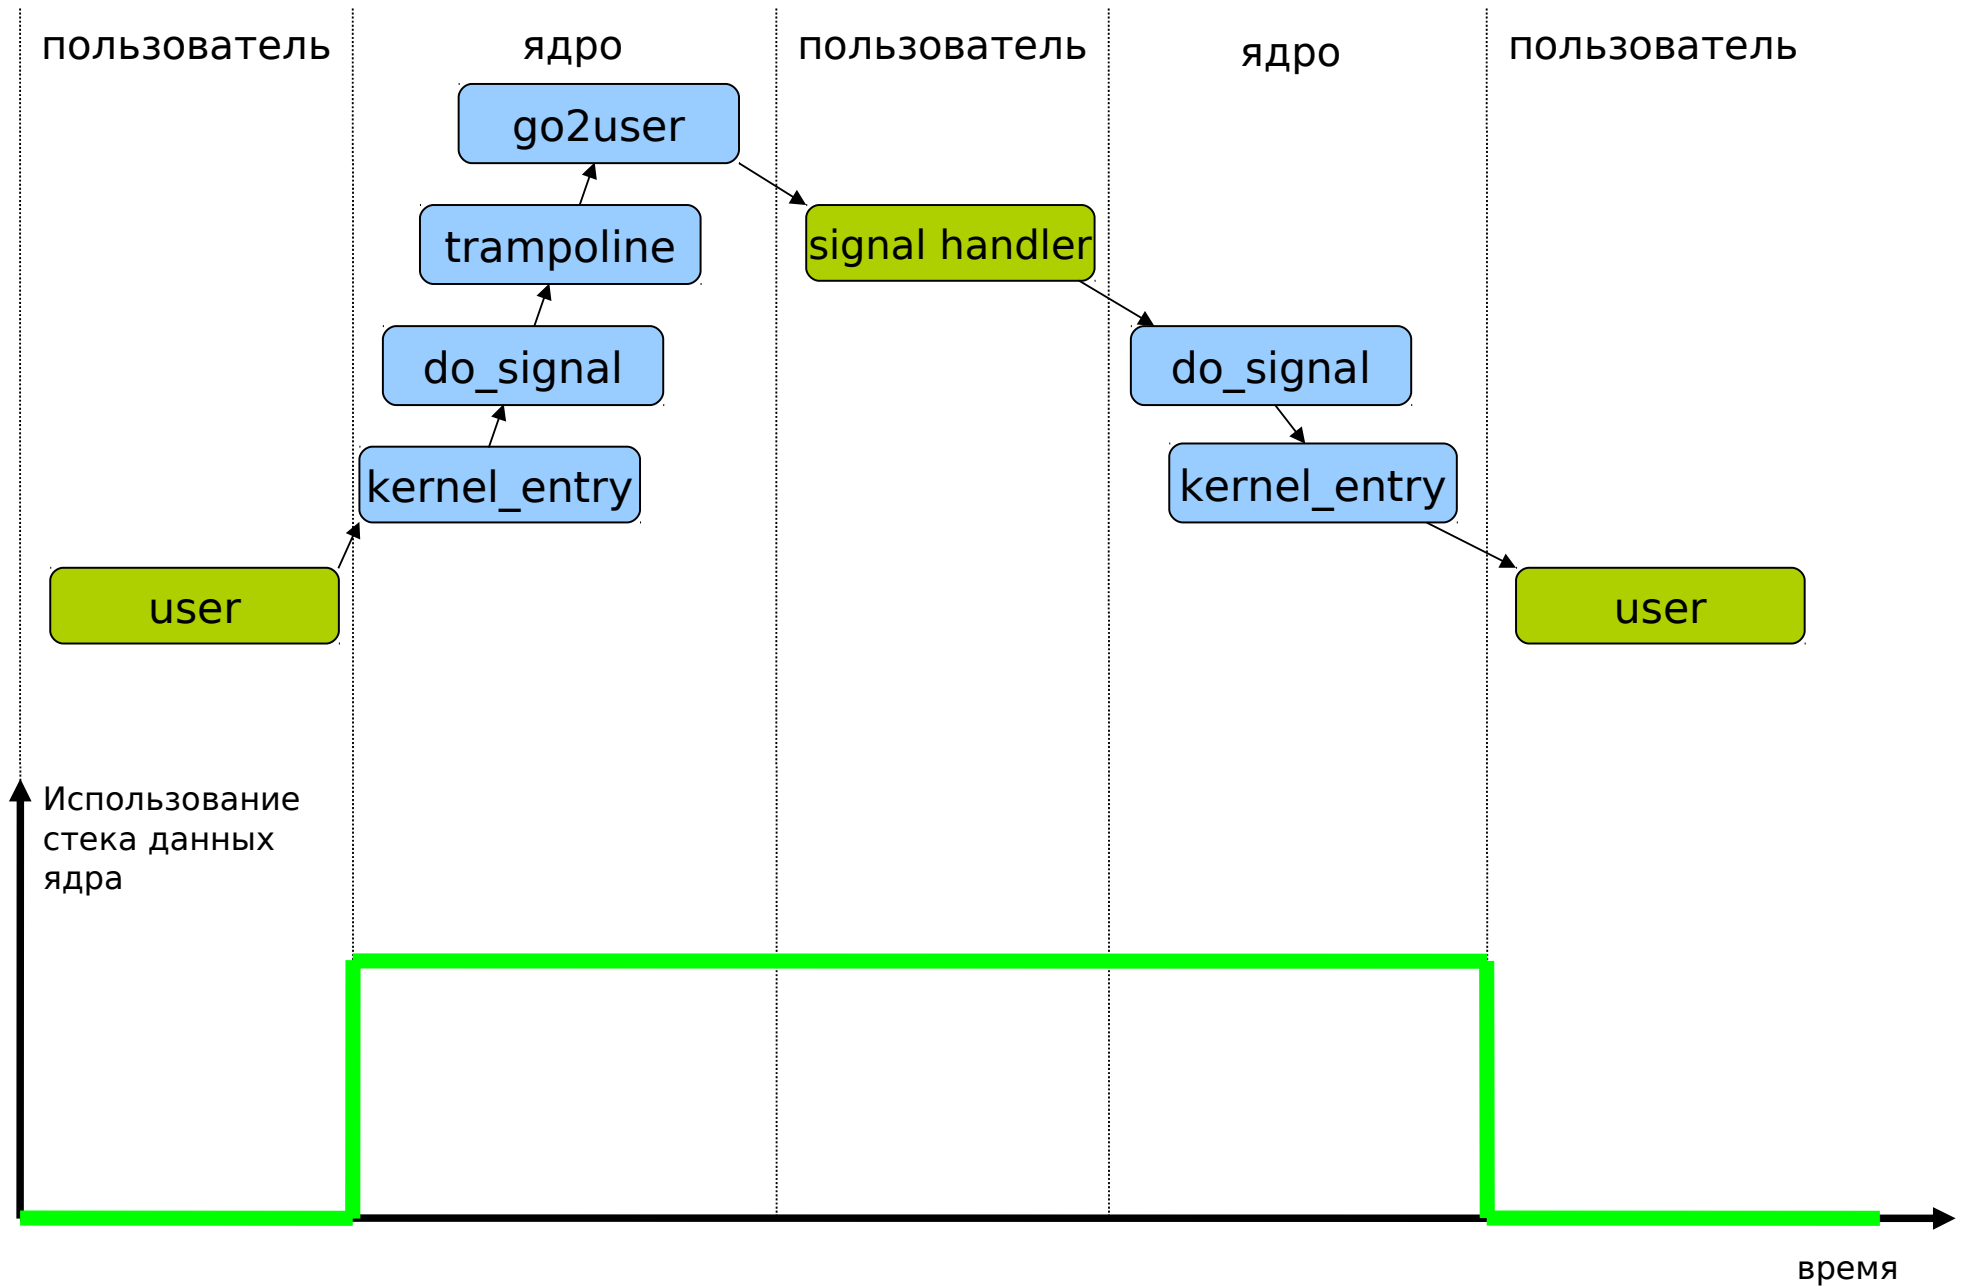 пользователь
ядро
пользователь
ядро
пользователь
go2user
trampoline
signal handler
do_signal
do_signal
kernel_entry
kernel_entry
user
user
Использование
стека данных
ядра
время